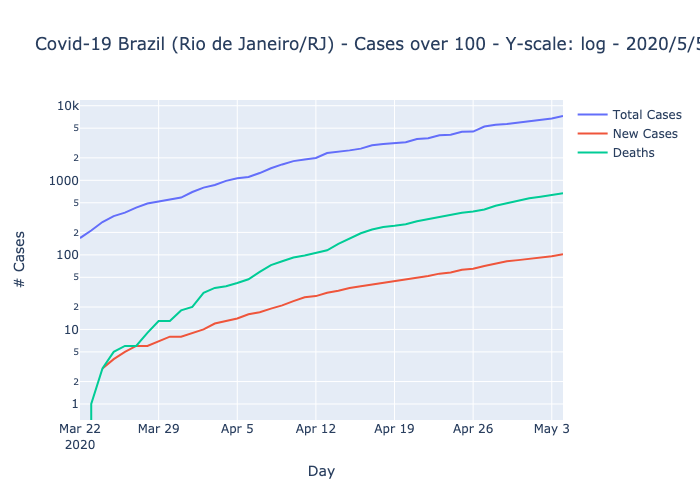 Covid-19 Brazil (Rio de Janeiro/RJ) - Cases over 100 - Y-scale: log - 2020/5/5
10k
5
2
1000
5
2
100
5
2
10
5
2
1
# Cases
Mar 22
2020
Mar 29
Apr 5
Apr 12
Apr 19
Apr 26
May 3
Day
Total Cases
New Cases
Deaths